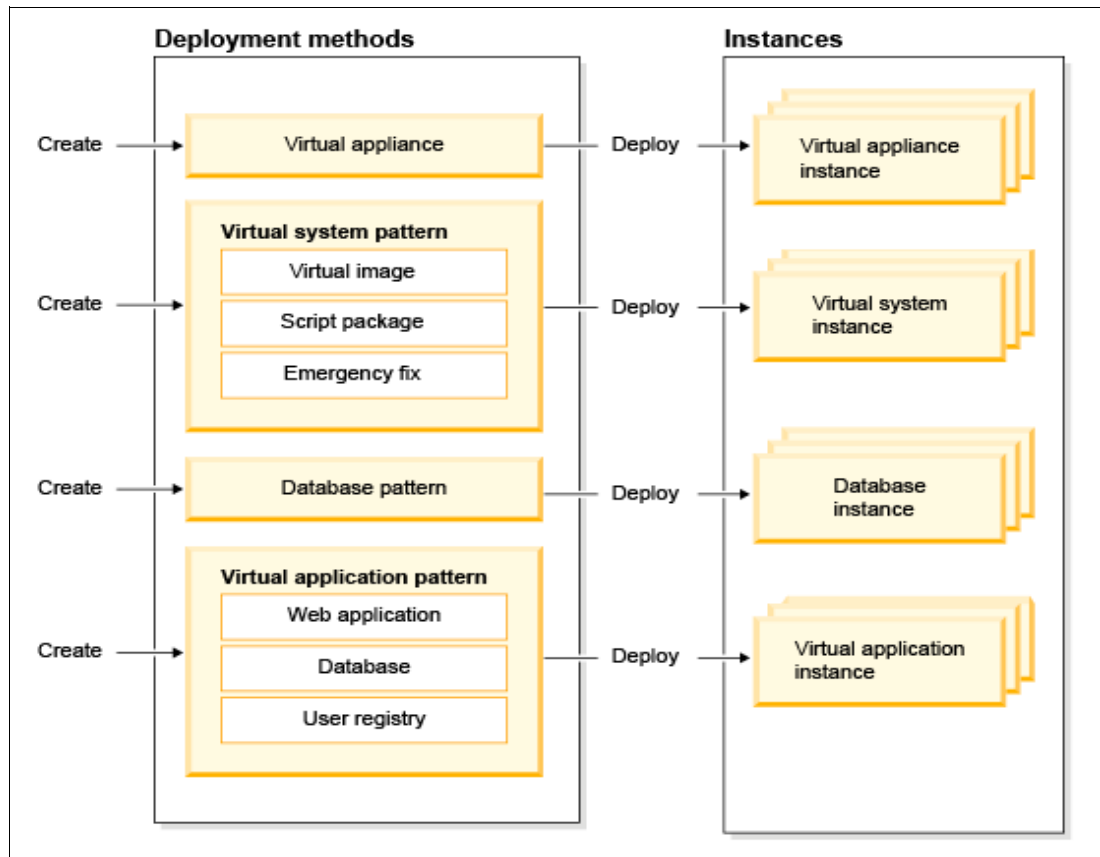 Deployment methods
Instances
Create
Virtual appliance
Deploy
Virtual appliance
instance
Create
Virtual system pattern
Virtual image
Script package
Emergency fix
Deploy
Virtual system
instance
Create
Database pattern
Deploy
Database
instance
Create
Virtual application pattern
Web application
Database
User registry
Deploy
Virtual application
instance